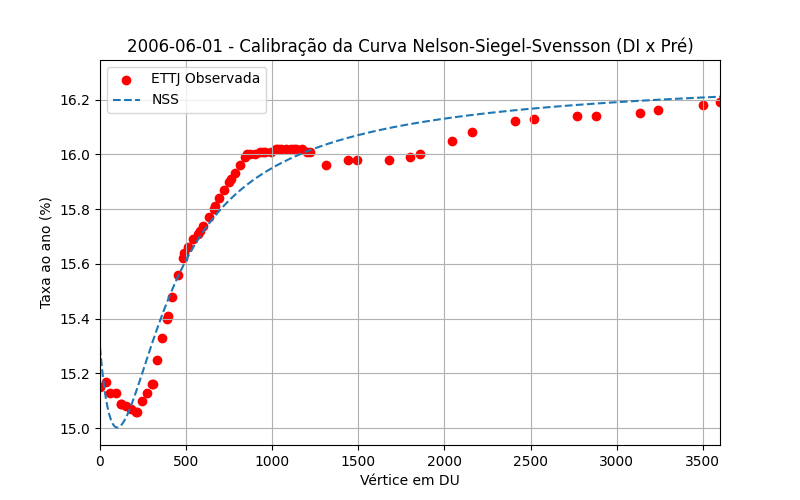 2006-06-01 - Calibração da Curva Nelson-Siegel-Svensson (DI x Pré)
ETTJ Observada
NSS
Taxa ao ano (%)
16.2
16.0
15.8
15.6
15.4
15.2
15.0
0 500 1000 1500 2000 2500 3000 3500
Vértice em DU